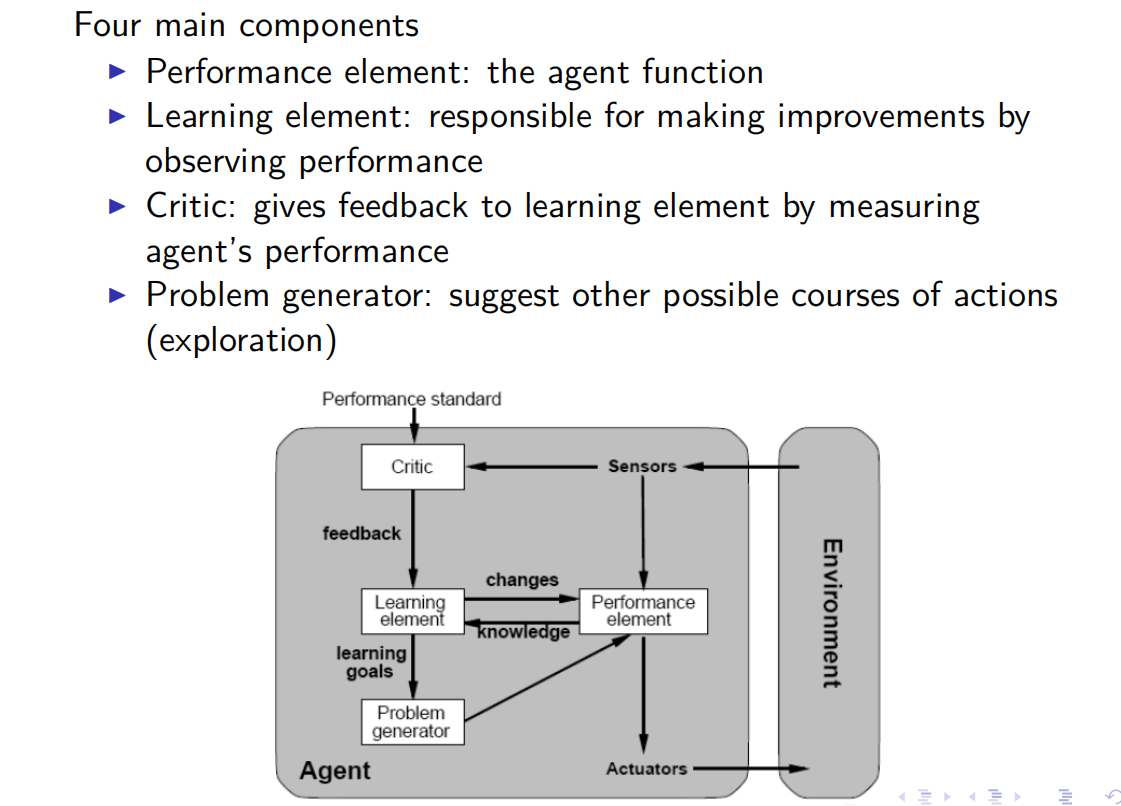 Four main components
Performance element: the agent function
Learning element: responsible for making improvements by
observing performance
Critic: gives feedback to learning element by measuring
agent's performance
Problem generator: suggest other possible courses of actions
(exploration)
Performance standard
Critic
Sensors
feedback
changes
Learning
element
Performance
element
knowledge
learning
goals
Problem
generator
Agent
Actuators
Environment